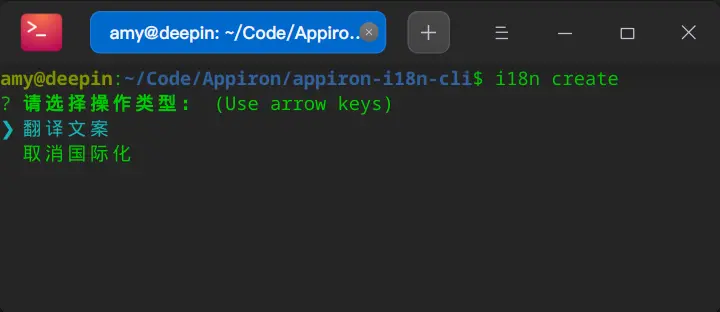 amy@deepin: ~/Code/Appiro...
amy@deepin:~/Code/Appiron/appiron-i18n-cli$ i18n create
? 请选择操作类型： (Use arrow keys)
❯ 翻译文案
取消国际化